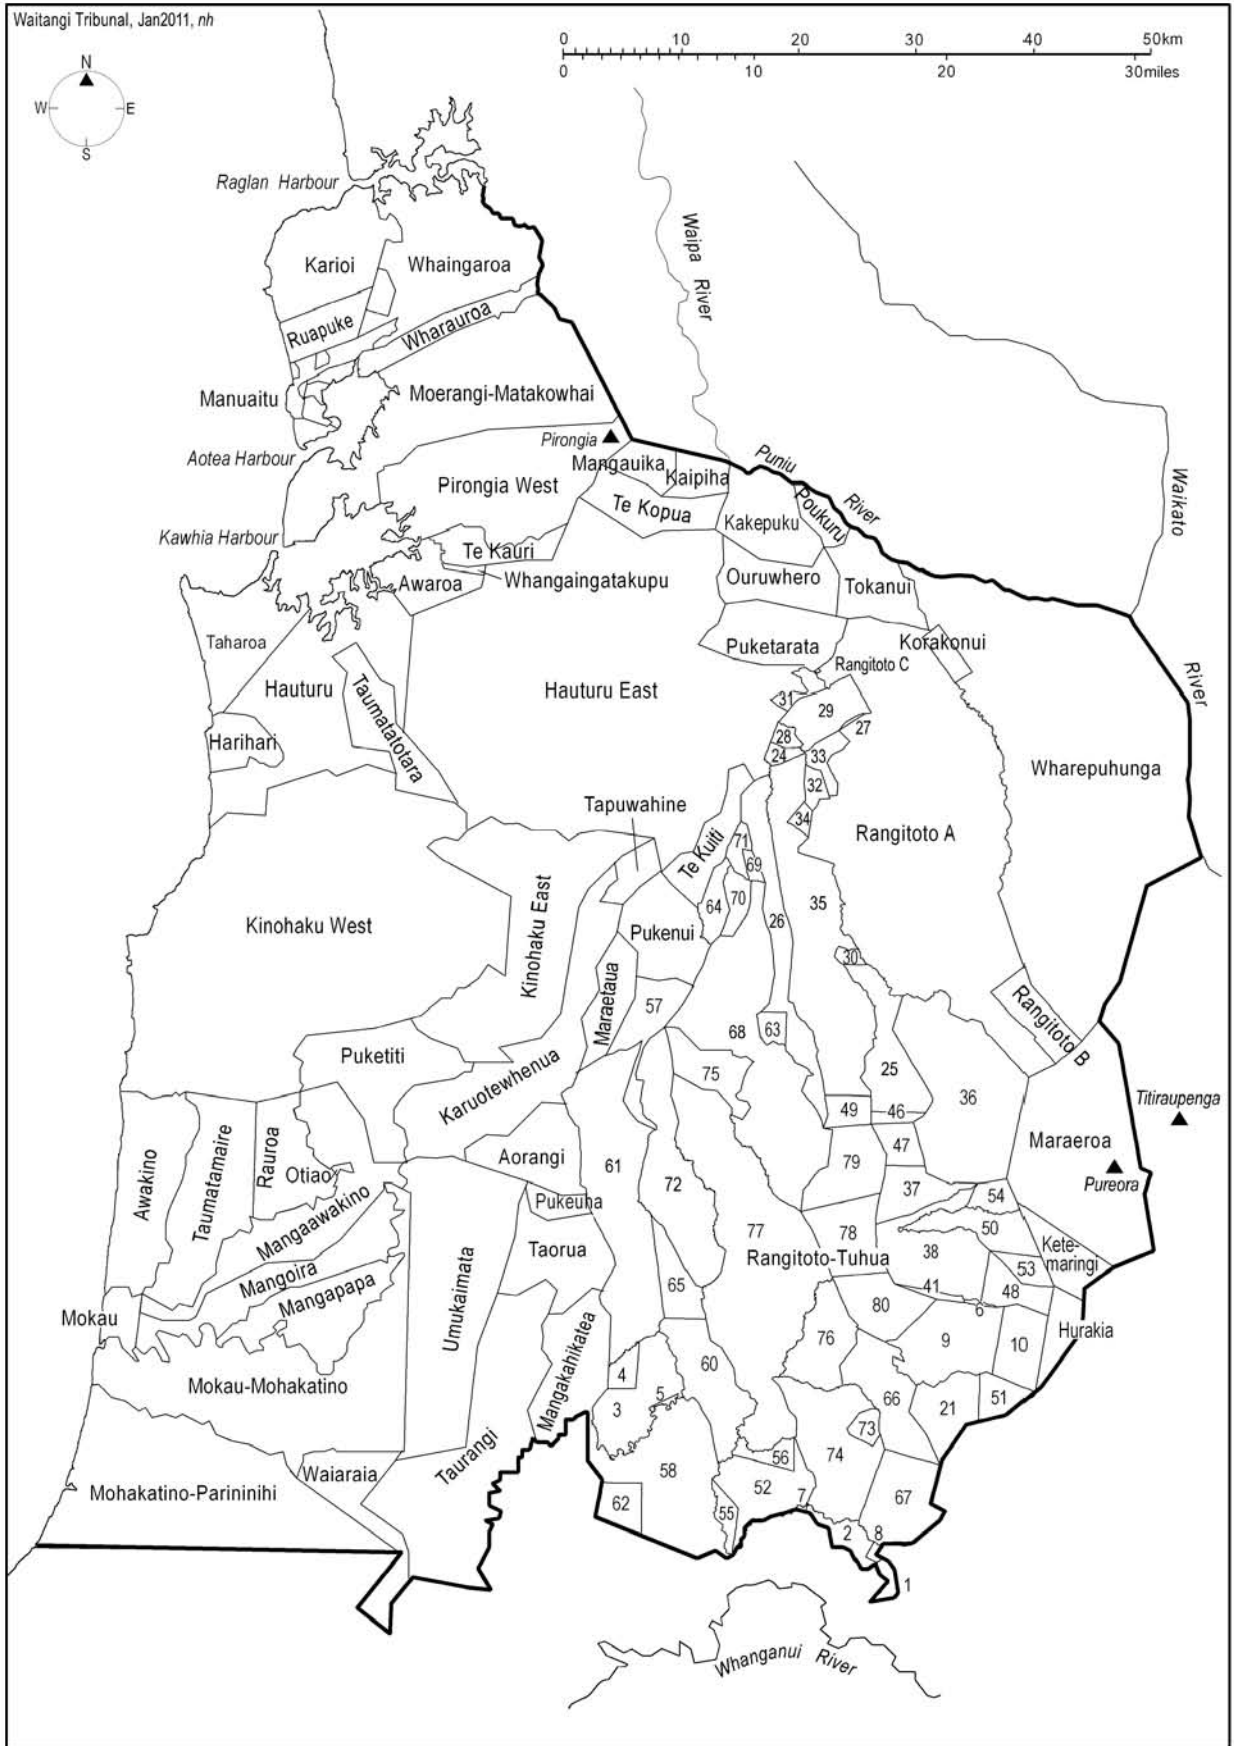 Waitangi Tribunal, Jan2011, nh
0 10 20 30 40 50km
0 10 20 30miles
N
W E
S
Raglan Harbour
Waipa River
Karioi
Whaingaroa
Ruapuke
Wharauroa
Manuaitu
Moerangi-Matakowhai
Pirongia
Aotea Harbour
Mangauika
Kaipiha
Puniu River
Pirongia West
Te Kopua
Kakepuku
Poukuru
Waikato River
Kawhia Harbour
Te Kauri
Awaroa
Whangaingatakupu
Ouruwhero
Tokanui
Taharoa
Puketarata
Korakonui
Rangitoto C
Hauturu
Taumatatotara
Hauturu East
31
29
27
Harihari
28
24
33
Wharepuhunga
32
Tapuwahine
34
Rangitoto A
Te Kuiti
71
69
Kinohaku West
Kinohaku East
64
70
26
35
Pukenui
30
Maraetaua
57
68
63
Rangitoto B
Puketiti
Karuotewhenua
75
25
36
49
46
Titiraupenga
Awakino
Taumatamaire
Rauroa
Otiao
Aorangi
61
72
79
47
Maraeroa
Pureora
Mangaawakino
Pukeuha
37
54
Taorua
77
78
50
Rangitoto-Tuhua
38
Kete-
maringi
Mangoira
Umukaimata
53
Mangapapa
65
41
48
Mokau
80
6
Hurakia
Mangakahikatea
76
9
10
Mokau-Mohakatino
4
60
5
66
51
3
21
73
Taurangi
74
Waiaraia
58
56
Mohakatino-Parininihi
62
52
7
67
55
2
8
1
Whanganui River